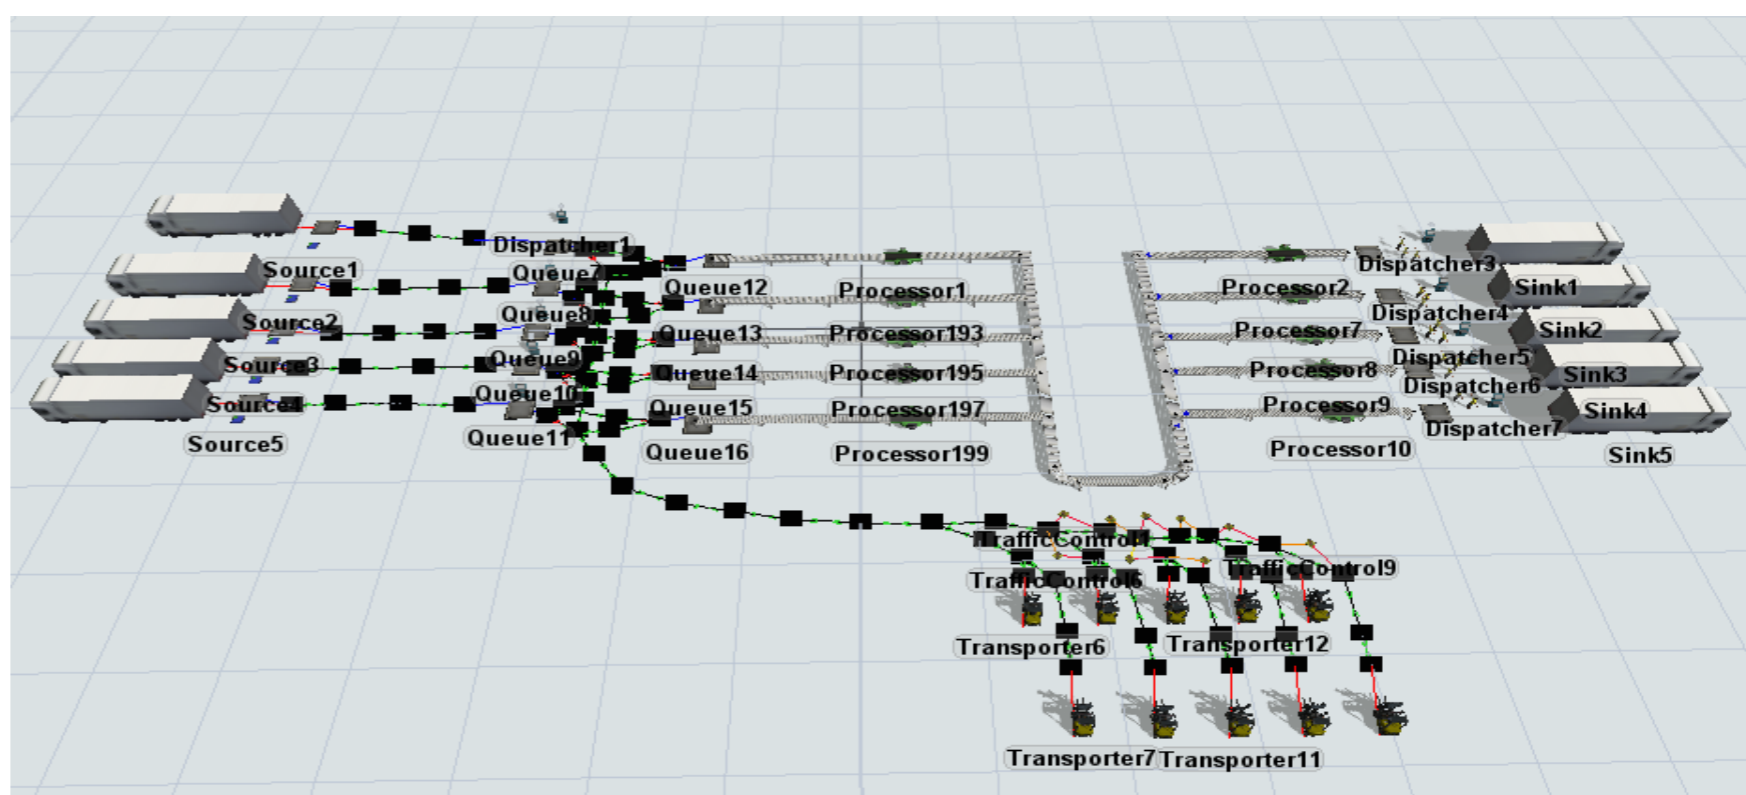 Dispatcher1
Source1
Queue7
Queue12
Processor1
Processor2
Dispatcher3
Sink1
Source2
Queue8
Queue13
Processor193
Processor7
Dispatcher4
Sink2
Source3
Queue9
Queue14
Processor195
Processor8
Dispatcher5
Sink3
Source4
Queue10
Queue15
Processor197
Processor9
Dispatcher6
Sink4
Source5
Queue11
Queue16
Processor199
Processor10
Dispatcher7
Sink5
TrafficControl1
TrafficControl6
TrafficControl9
Transporter6
Transporter12
Transporter7
Transporter11